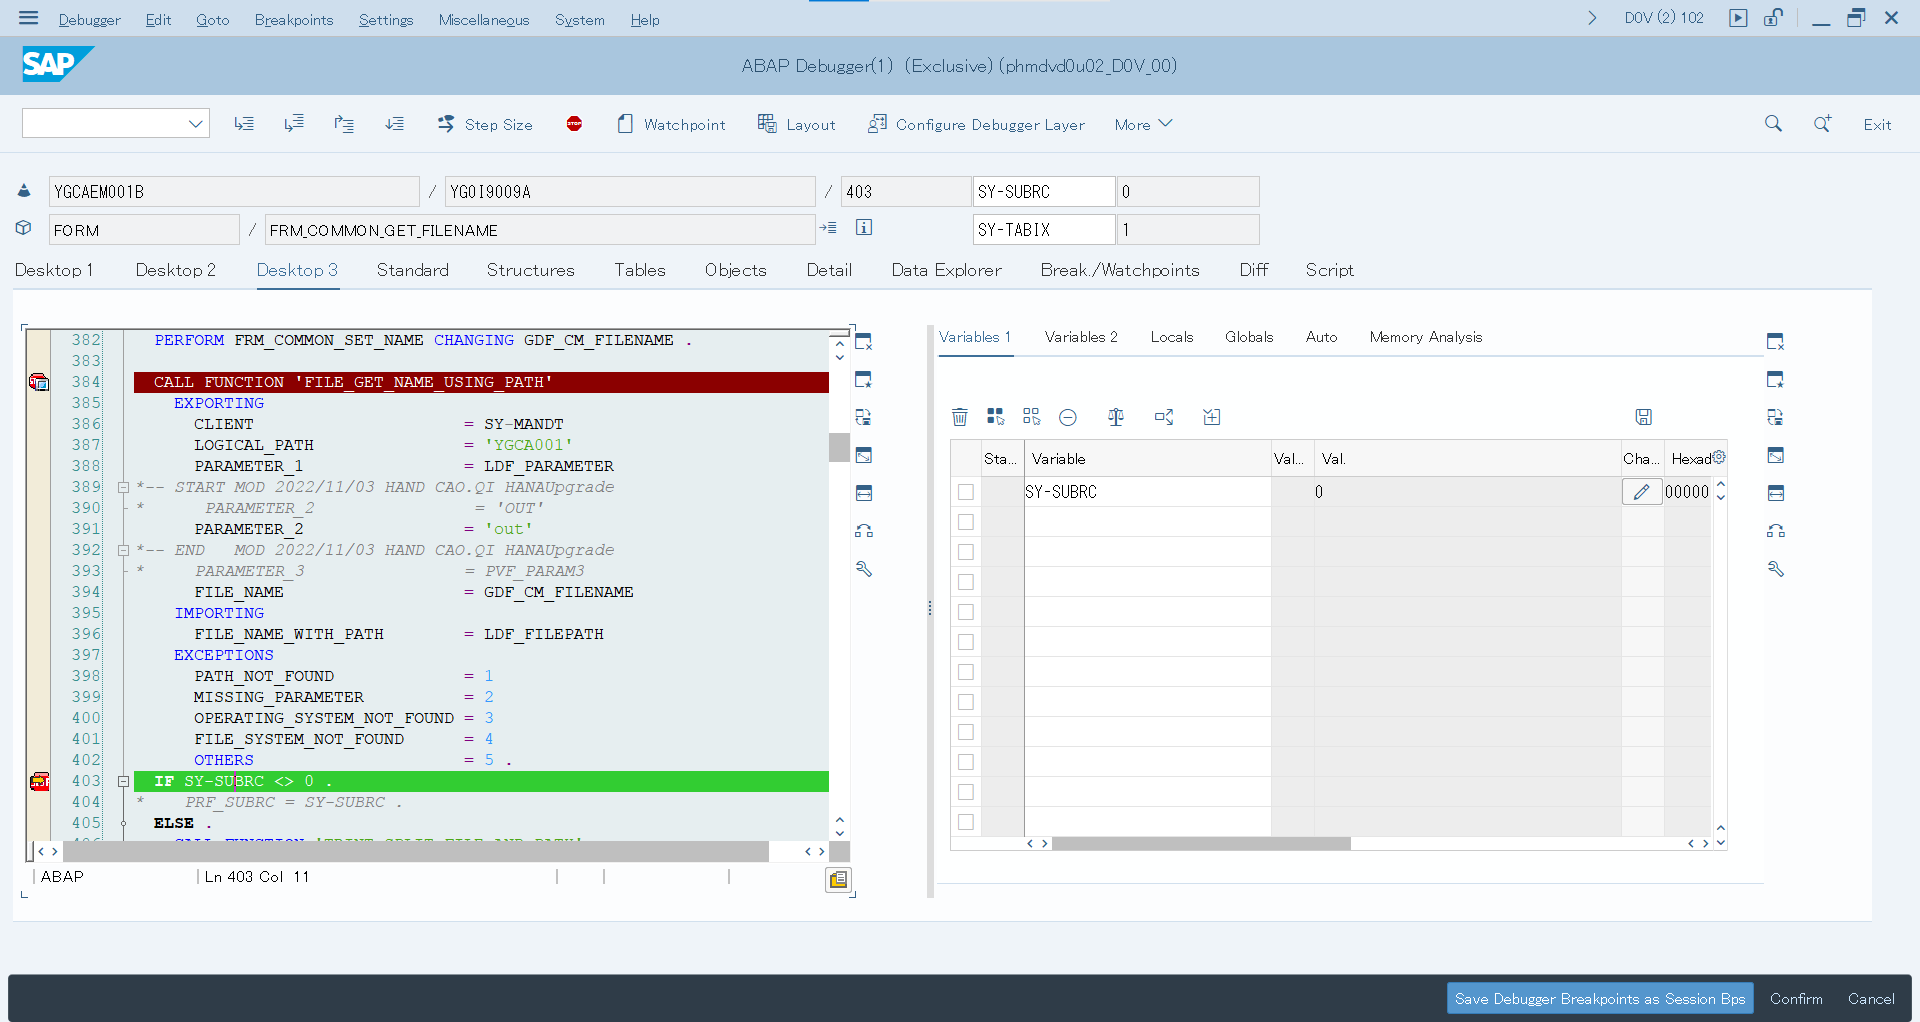 Debugger Edit Goto Breakpoints Settings Miscellaneous System Help D0V (2) 102
SAP ABAP Debugger(1) (Exclusive) (phmdvd0u02_D0V_00)
Step Size STOP Watchpoint Layout Configure Debugger Layer More Exit
YGCAEM001B / YG0I9009A / 403 SY-SUBRC 0
FORM / FRM_COMMON_GET_FILENAME SY-TABIX 1
Desktop 1 Desktop 2 Desktop 3 Standard Structures Tables Objects Detail Data Explorer Break./Watchpoints Diff Script
382 PERFORM FRM_COMMON_SET_NAME CHANGING GDF_CM_FILENAME .
383
384 CALL FUNCTION 'FILE_GET_NAME_USING_PATH'
385 EXPORTING
386 CLIENT = SY-MANDT
387 LOGICAL_PATH = 'YGCA001'
388 PARAMETER_1 = LDF_PARAMETER
389 *-- START MOD 2022/11/03 HAND CAO.QI HANAUpgrade
390 * PARAMETER_2 = 'OUT'
391 PARAMETER_2 = 'out'
392 *-- END MOD 2022/11/03 HAND CAO.QI HANAUpgrade
393 * PARAMETER_3 = PVF_PARAM3
394 FILE_NAME = GDF_CM_FILENAME
395 IMPORTING
396 FILE_NAME_WITH_PATH = LDF_FILEPATH
397 EXCEPTIONS
398 PATH_NOT_FOUND = 1
399 MISSING_PARAMETER = 2
400 OPERATING_SYSTEM_NOT_FOUND = 3
401 FILE_SYSTEM_NOT_FOUND = 4
402 OTHERS = 5 .
403 IF SY-SUBRC <> 0 .
404 * PRF_SUBRC = SY-SUBRC .
405 ELSE .
ABAP Ln 403 Col 11
Variables 1 Variables 2 Locals Globals Auto Memory Analysis
Sta... Variable Val... Val. Cha... Hexad
SY-SUBRC 0 00000
Save Debugger Breakpoints as Session Bps Confirm Cancel